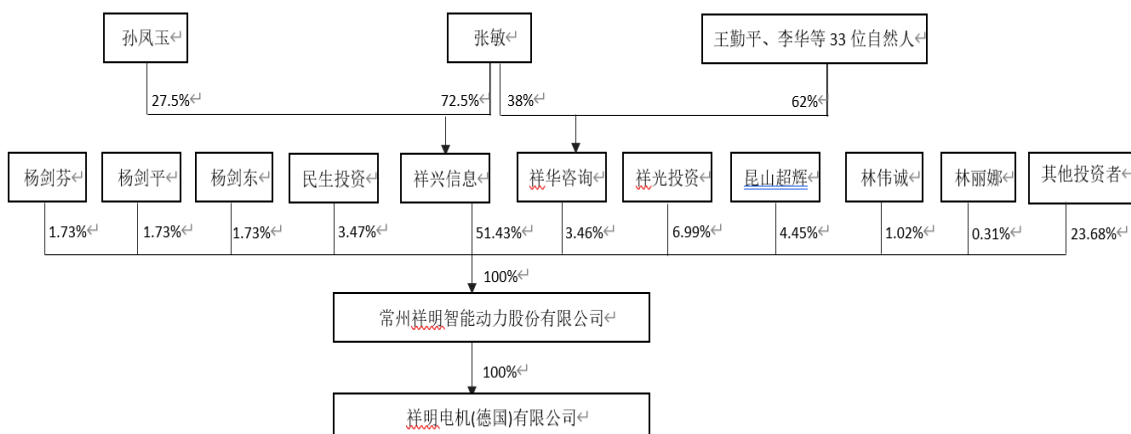 孙凤玉
张敏
王勤平、李华等 33 位自然人
27.5%
72.5%
38%
62%
杨剑芬
杨剑平
杨剑东
民生投资
祥兴信息
祥华咨询
祥光投资
昆山超辉
林伟诚
林丽娜
其他投资者
1.73%
1.73%
1.73%
3.47%
51.43%
3.46%
6.99%
4.45%
1.02%
0.31%
23.68%
100%
常州祥明智能动力股份有限公司
100%
祥明电机(德国)有限公司